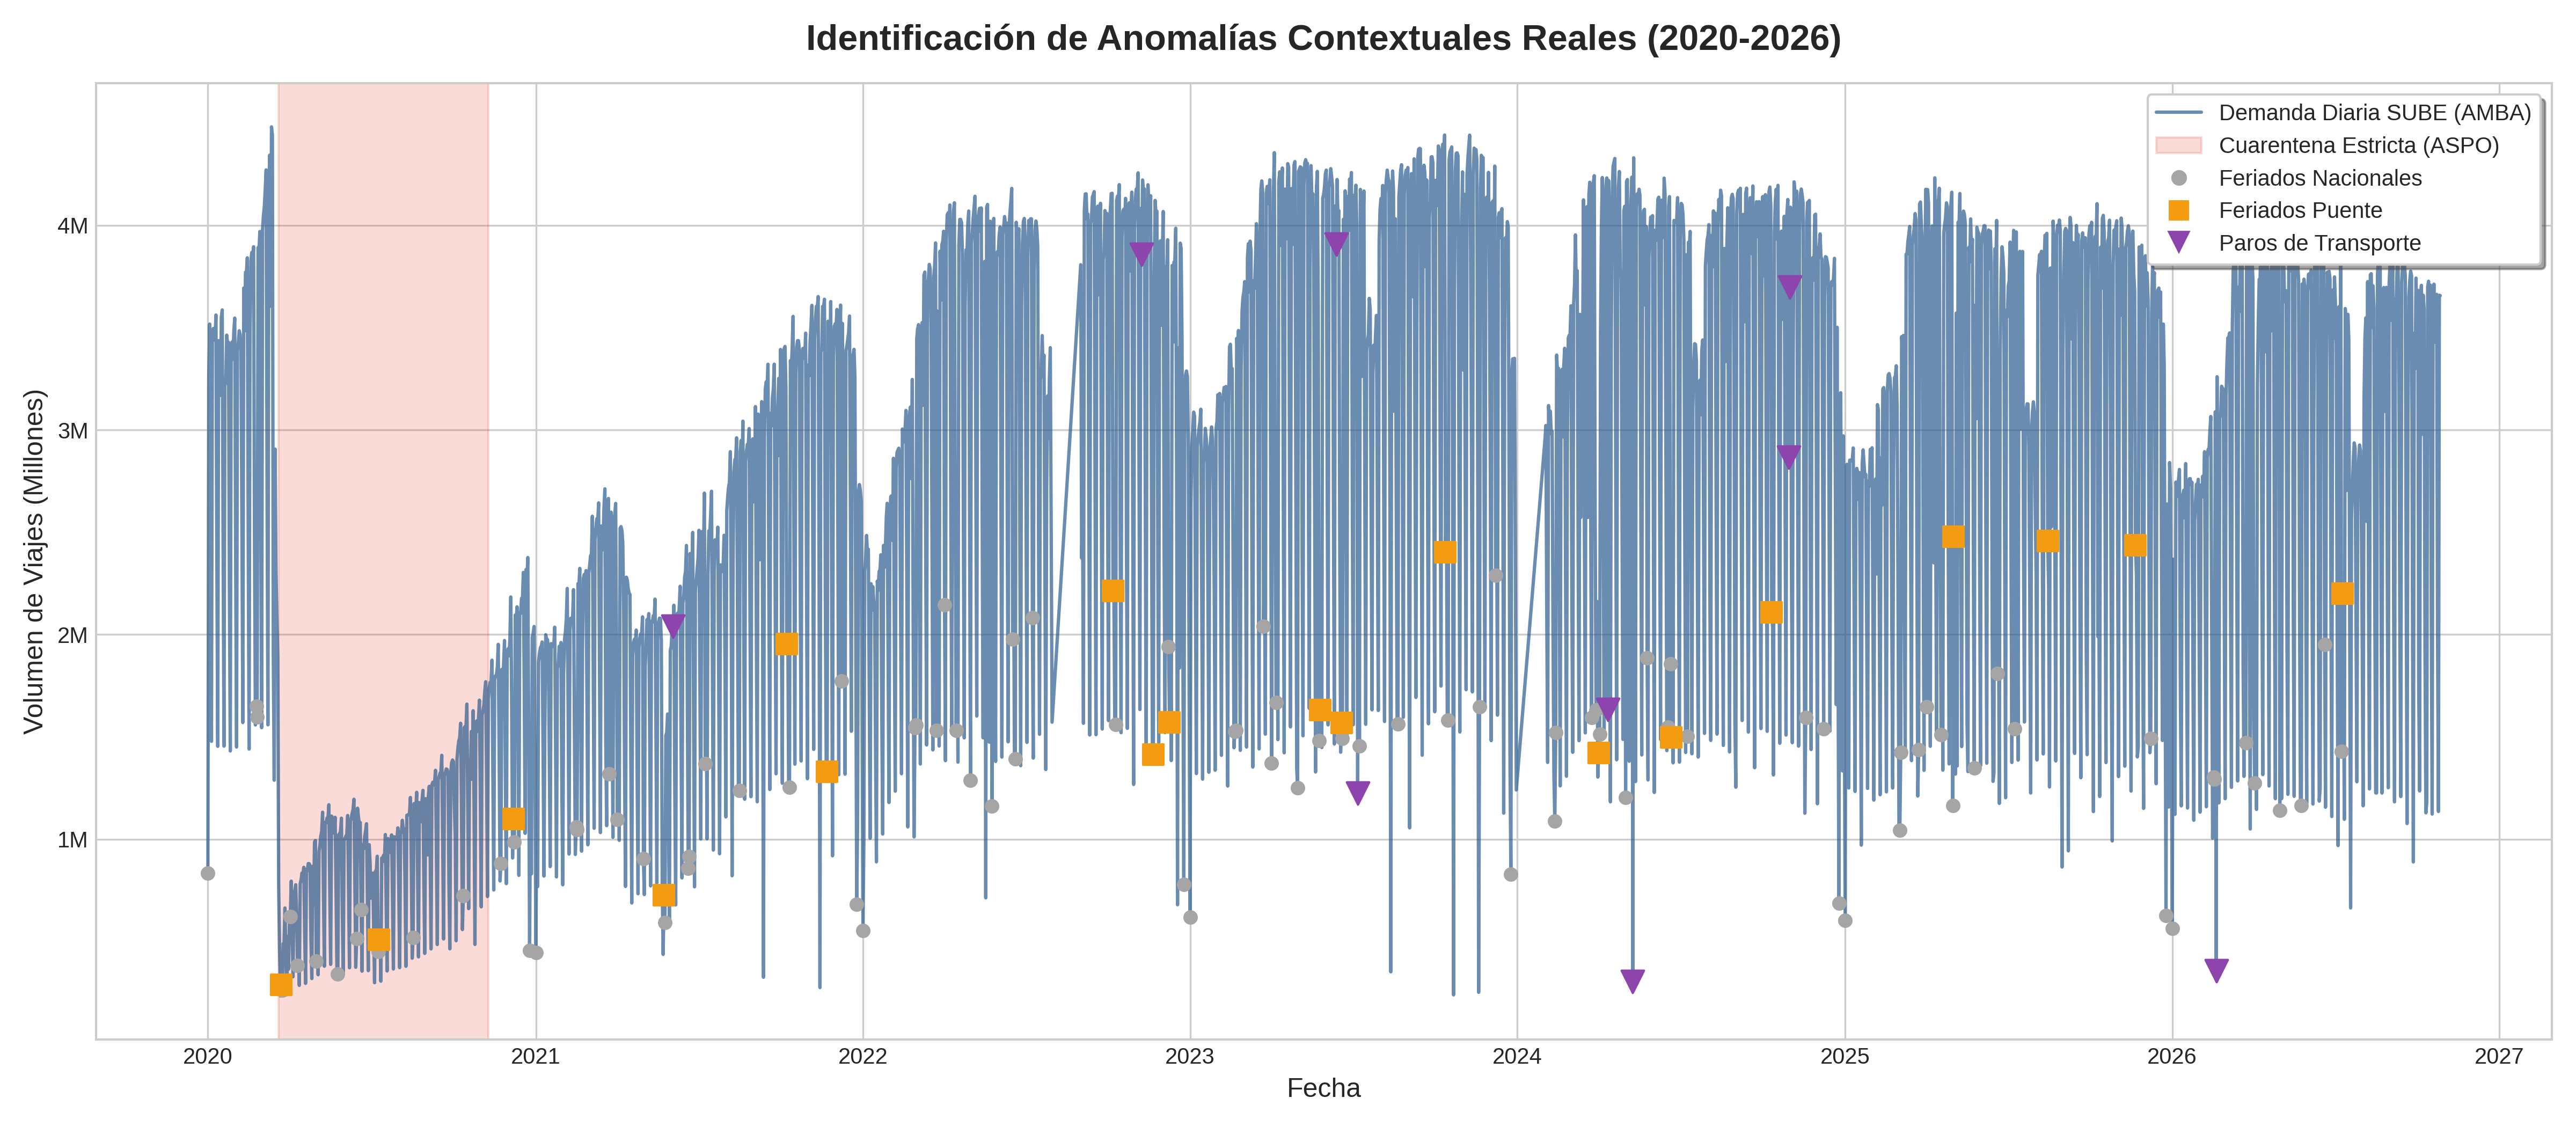 Identificación de Anomalías Contextuales Reales (2020-2026)
Demanda Diaria SUBE (AMBA)
Cuarentena Estricta (ASPO)
Feriados Nacionales
Feriados Puente
Paros de Transporte
Volumen de Viajes (Millones)
4M
3M
2M
1M
2020 2021 2022 2023 2024 2025 2026 2027
Fecha